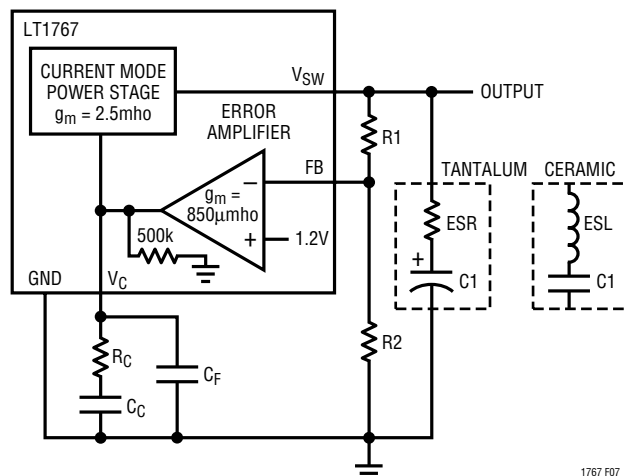 LT1767
CURRENT MODE
POWER STAGE
gm = 2.5mho
VSW
OUTPUT
ERROR
AMPLIFIER
R1
FB
TANTALUM
CERAMIC
gm =
850µmho
–
+
1.2V
500k
ESR
ESL
+
C1
C1
GND
VC
R2
RC
CF
CC
1767 F07